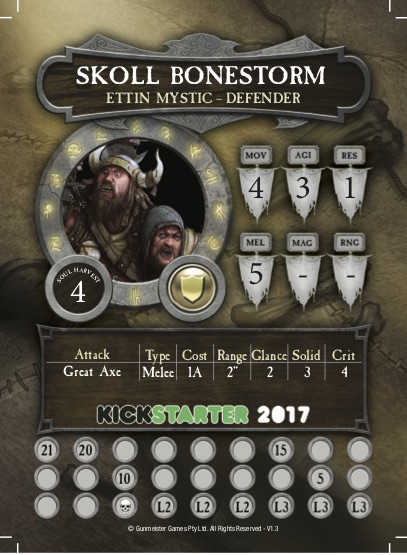 SKOLL BONESTORM
ETTIN MYSTIC – DEFENDER
MOV AGI RES
4 3 1
MEL MAG RNG
5 - -
SOUL HARVEST
4
Attack Type Cost Range Glance Solid Crit
Great Axe Melee 1A 2" 2 3 4
KICKSTARTER 2017
21 20 15
10 5
L2 L2 L2 L3 L3 L3
© Gunmeister Games Pty Ltd. All Rights Reserved - V1.3